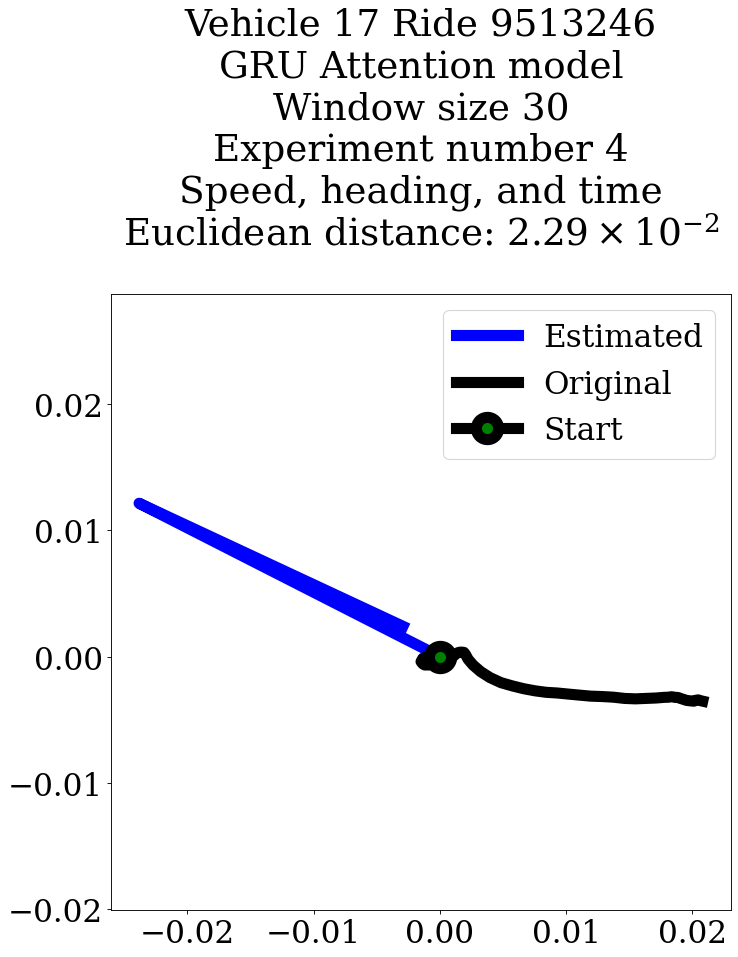 Vehicle 17 Ride 9513246
GRU Attention model
Window size 30
Experiment number 4
Speed, heading, and time
Euclidean distance: 2.29 × 10⁻²
Estimated
Original
Start
0.02
0.01
0.00
−0.01
−0.02
−0.02 −0.01 0.00 0.01 0.02